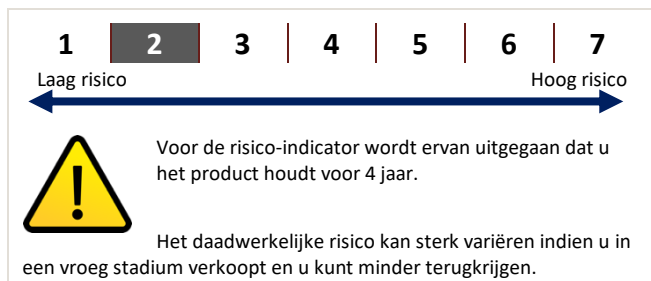 1 2 3 4 5 6 7
Laag risico Hoog risico
Voor de risico-indicator wordt ervan uitgegaan dat u
het product houdt voor 4 jaar.
Het daadwerkelijke risico kan sterk variëren indien u in
een vroeg stadium verkoopt en u kunt minder terugkrijgen.